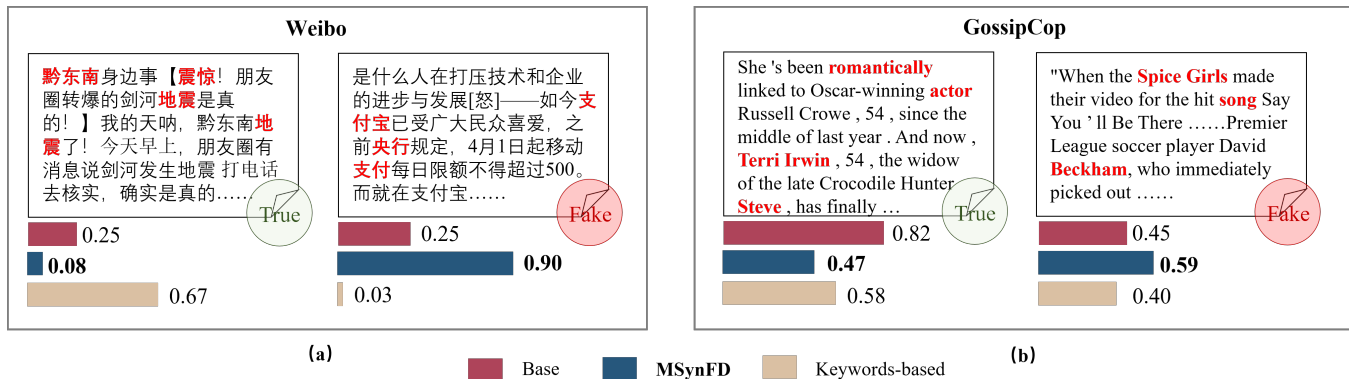 Weibo
黔东南身边事【震惊！朋友
圈转爆的剑河地震是真
的！】我的天呐，黔东南地
震了！今天早上，朋友圈有
消息说剑河发生地震 打电话
去核实，确实是真的……
True
0.25
0.08
0.67
是什么人在打压技术和企业
的进步与发展[怒]——如今支
付宝已受广大民众喜爱，之
前央行规定，4月1日起移动
支付每日限额不得超过500。
而就在支付宝……
Fake
0.25
0.90
0.03
(a)
GossipCop
She 's been romantically
linked to Oscar-winning actor
Russell Crowe , 54 , since the
middle of last year . And now ,
Terri Irwin , 54 , the widow
of the late Crocodile Hunter
Steve , has finally …
True
0.82
0.47
0.58
"When the Spice Girls made
their video for the hit song Say
You ’ ll Be There ……Premier
League soccer player David
Beckham, who immediately
picked out ……
Fake
0.45
0.59
0.40
(b)
Base
MSynFD
Keywords-based